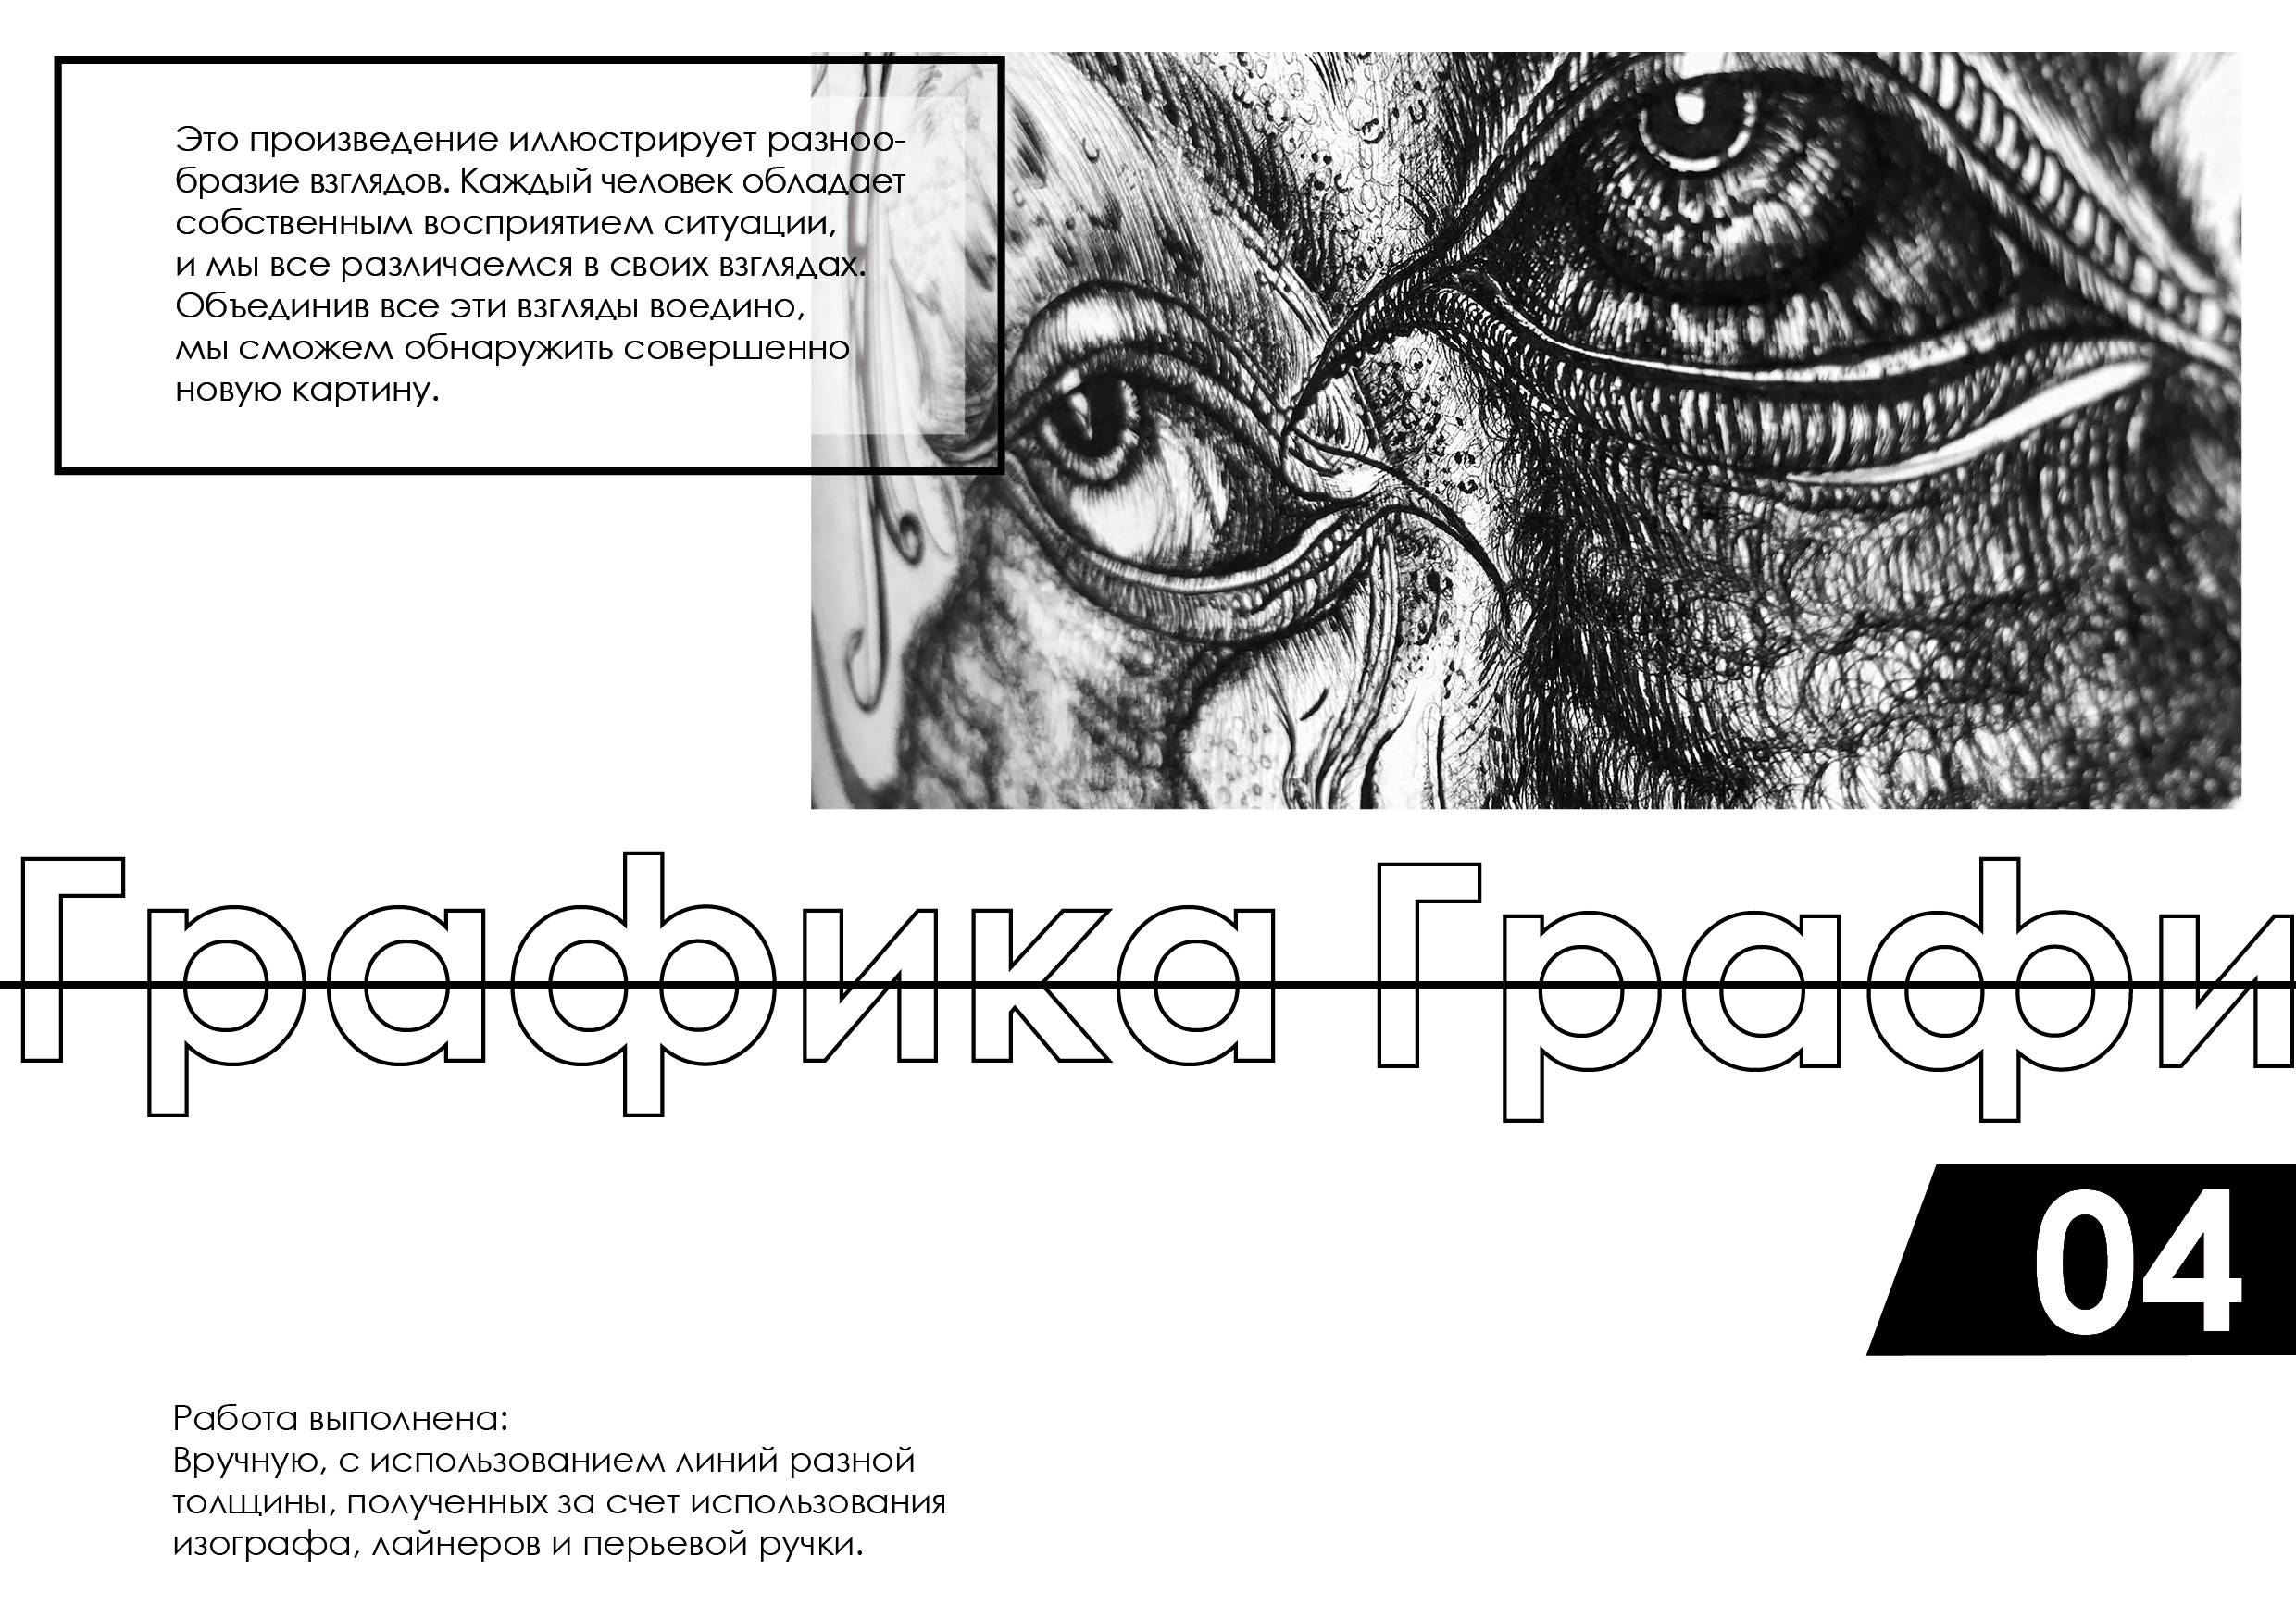 Это произведение иллюстрирует разноо-
бразие взглядов. Каждый человек обладает
собственным восприятием ситуации,
и мы все различаемся в своих взглядах.
Объединив все эти взгляды воедино,
мы сможем обнаружить совершенно
новую картину.
Графика Графи
04
Работа выполнена:
Вручную, с использованием линий разной
толщины, полученных за счет использования
изографа, лайнеров и перьевой ручки.